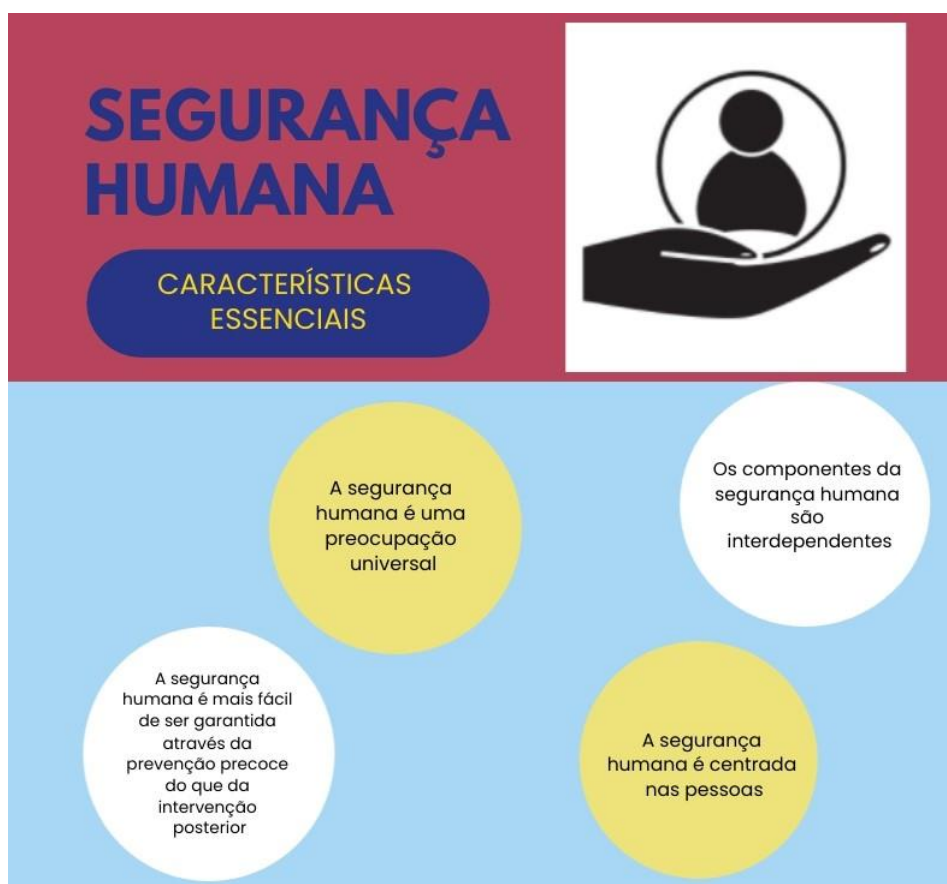 SEGURANÇA
HUMANA
CARACTERÍSTICAS
ESSENCIAIS
A segurança
humana é uma
preocupação
universal
Os componentes da
segurança humana
são
interdependentes
A segurança
humana é mais fácil
de ser garantida
através da
prevenção precoce
do que da
intervenção
posterior
A segurança
humana é centrada
nas pessoas